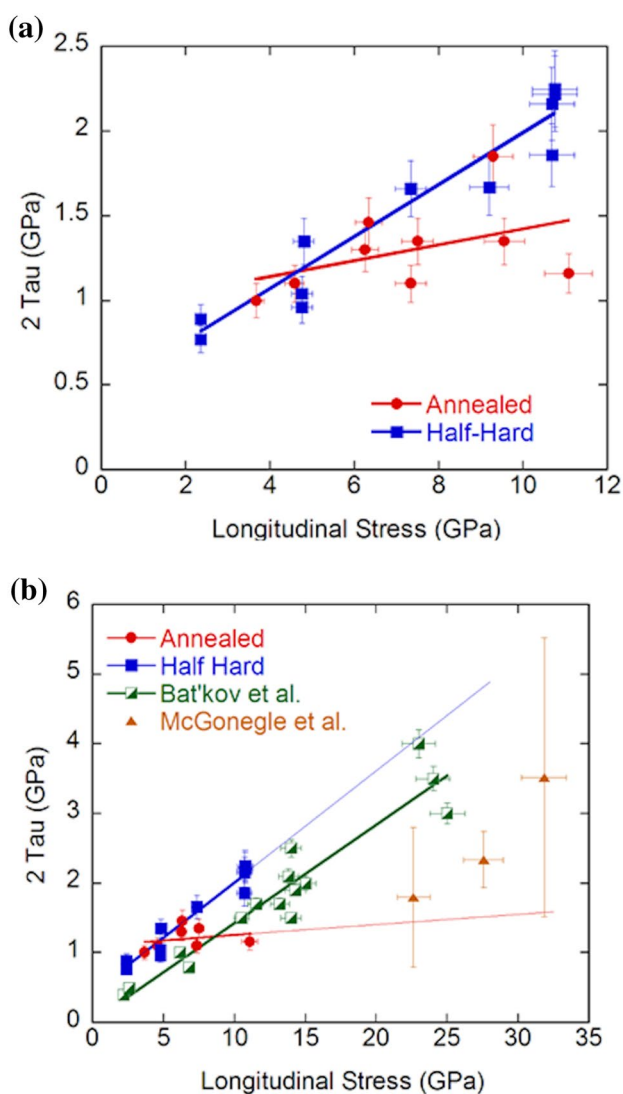 (a)
2.5
2
1.5
1
0.5
0
2 Tau (GPa)
Annealed
Half-Hard
0 2 4 6 8 10 12
Longitudinal Stress (GPa)
(b)
6
5
4
3
2
1
0
2 Tau (GPa)
Annealed
Half Hard
Bat'kov et al.
McGonegle et al.
0 5 10 15 20 25 30 35
Longitudinal Stress (GPa)